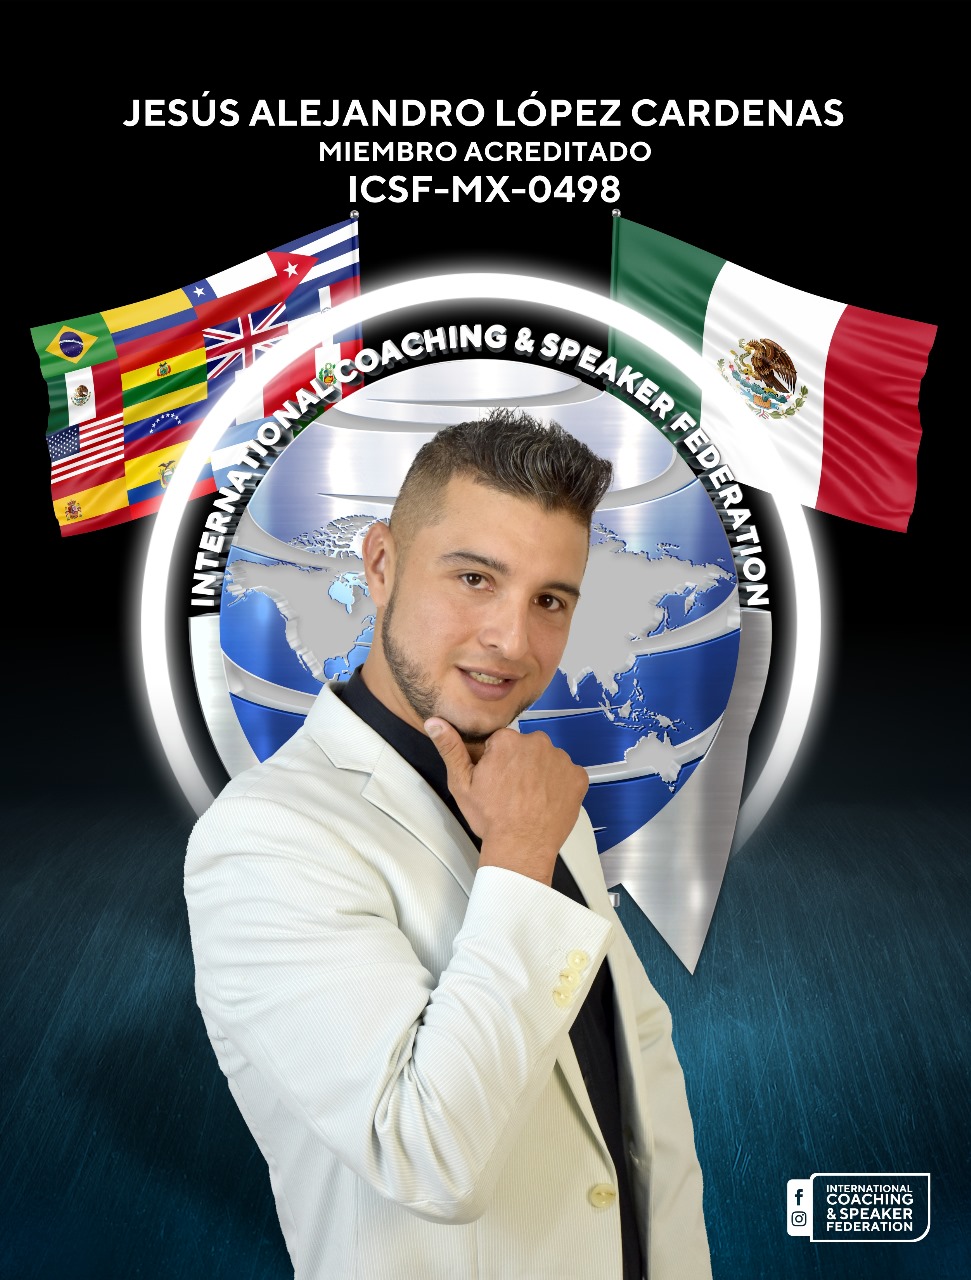 JESÚS ALEJANDRO LÓPEZ CARDENAS
MIEMBRO ACREDITADO
ICSF-MX-0498
INTERNATIONAL COACHING & SPEAKER FEDERATION
INTERNATIONAL
COACHING
& SPEAKER
FEDERATION